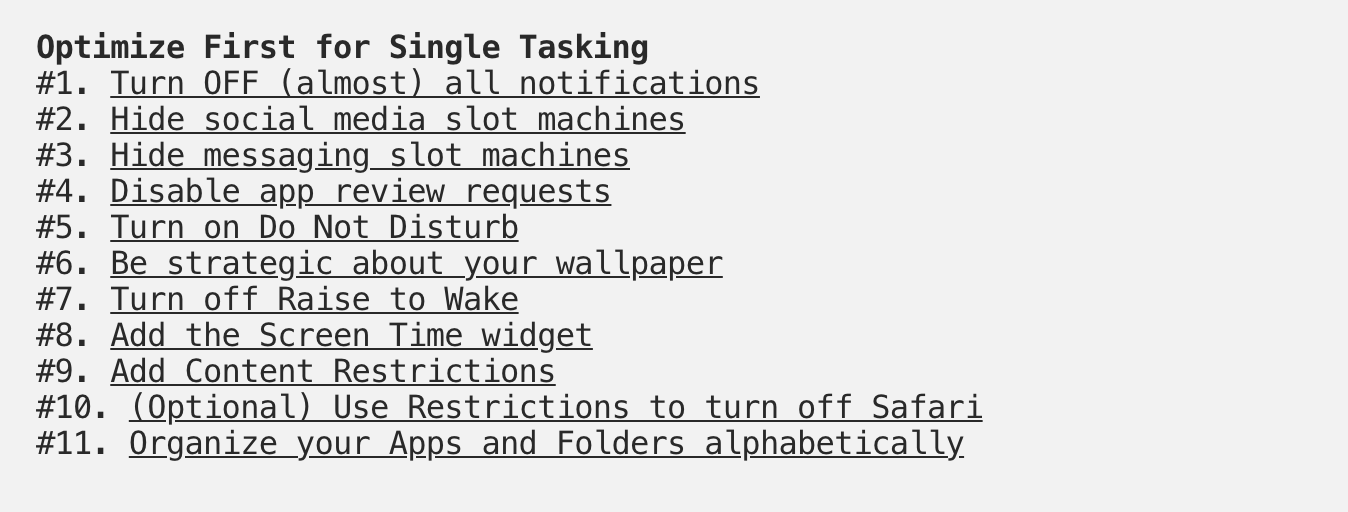 Optimize First for Single Tasking
#1. Turn OFF (almost) all notifications
#2. Hide social media slot machines
#3. Hide messaging slot machines
#4. Disable app review requests
#5. Turn on Do Not Disturb
#6. Be strategic about your wallpaper
#7. Turn off Raise to Wake
#8. Add the Screen Time widget
#9. Add Content Restrictions
#10. (Optional) Use Restrictions to turn off Safari
#11. Organize your Apps and Folders alphabetically